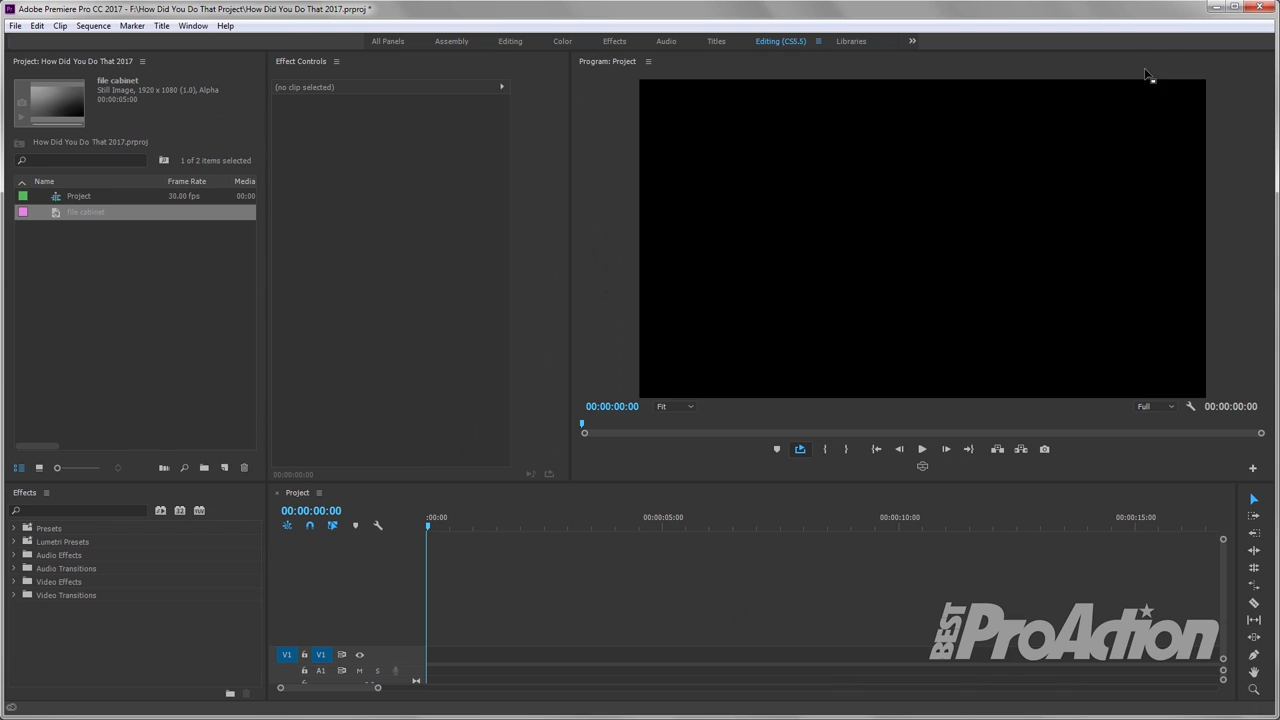 Adobe Premiere Pro CC 2017 - F:\How Did You Do That Project\How Did You Do That 2017.prproj *
File Edit Clip Sequence Marker Title Window Help
All Panels Assembly Editing Color Effects Audio Titles Editing (CS5.5) Libraries
Project: How Did You Do That 2017
file cabinet
Still Image, 1920 x 1080 (1.0), Alpha
00:00:05:00
How Did You Do That 2017.prproj
1 of 2 items selected
Name Frame Rate Media
Project 30.00 fps 00:00
file cabinet
Effect Controls
(no clip selected)
00:00:00:00
Program: Project
00:00:00:00 Fit Full 00:00:00:00
Effects
Presets
Lumetri Presets
Audio Effects
Audio Transitions
Video Effects
Video Transitions
Project
00:00:00:00
:00:00 00:00:05:00 00:00:10:00 00:00:15:00
V1 V1
A1 M S
BEST ProAction